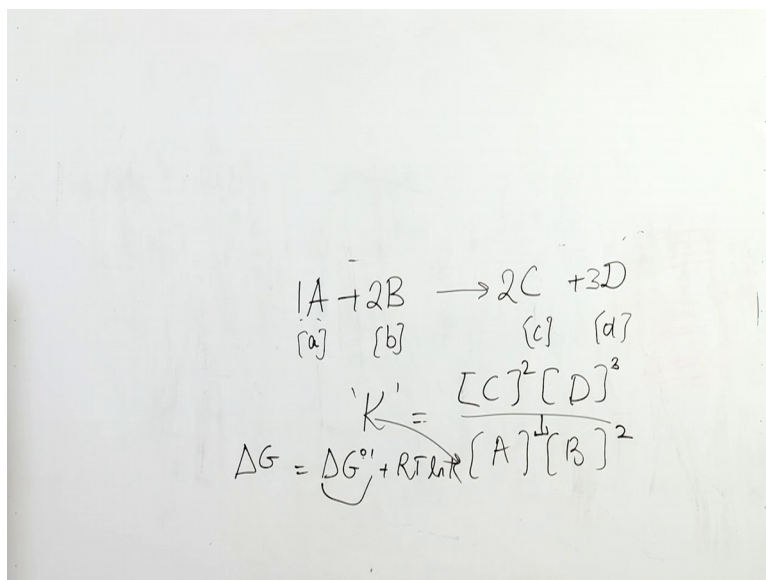 1A + 2B → 2C + 3D
[a] [b] [c] [d]
'K' = [C]²[D]³ / [A]¹[B]²
ΔG = ΔG°' + RT ln K